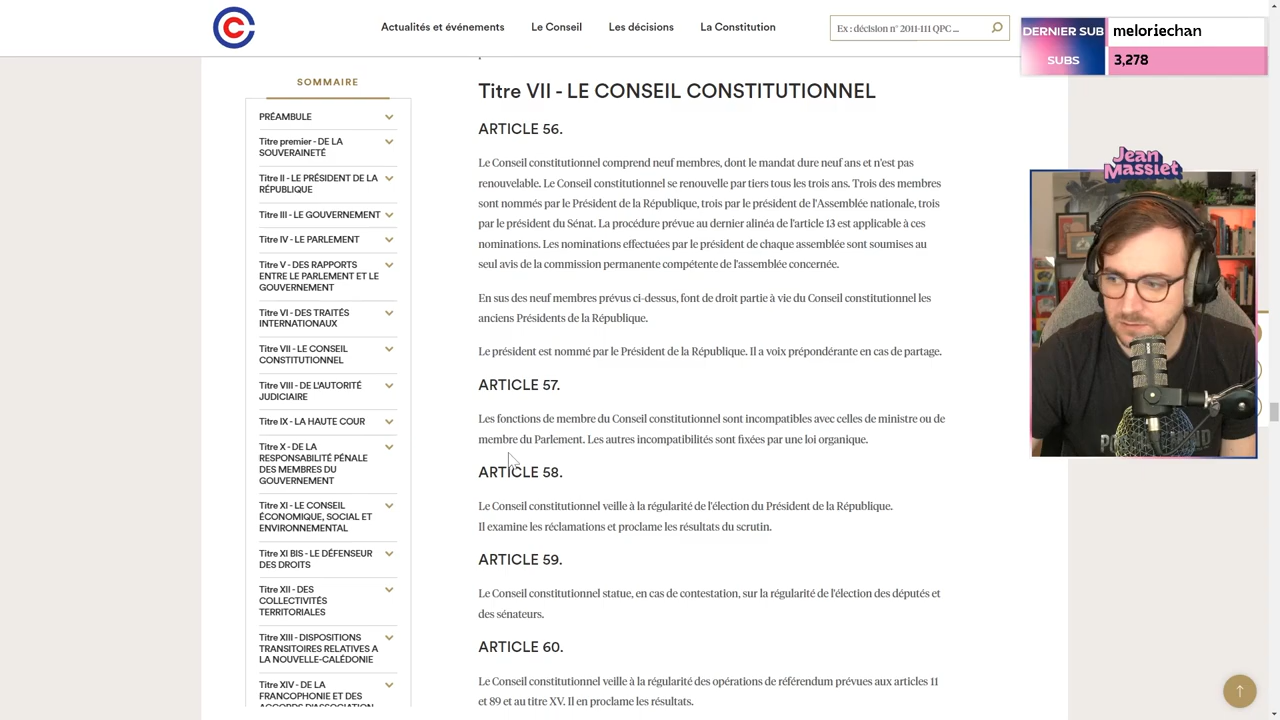 Actualités et événements
Le Conseil
Les décisions
La Constitution
Ex : décision n° 2011-111 QPC ...
DERNIER SUB
meloriechan
SUBS
3,278
SOMMAIRE
PRÉAMBULE
Titre premier - DE LA
SOUVERAINETÉ
Titre II - LE PRÉSIDENT DE LA
RÉPUBLIQUE
Titre III - LE GOUVERNEMENT
Titre IV - LE PARLEMENT
Titre V - DES RAPPORTS
ENTRE LE PARLEMENT ET LE
GOUVERNEMENT
Titre VI - DES TRAITÉS
INTERNATIONAUX
Titre VII - LE CONSEIL
CONSTITUTIONNEL
Titre VIII - DE L'AUTORITÉ
JUDICIAIRE
Titre IX - LA HAUTE COUR
Titre X - DE LA
RESPONSABILITÉ PÉNALE
DES MEMBRES DU
GOUVERNEMENT
Titre XI - LE CONSEIL
ÉCONOMIQUE, SOCIAL ET
ENVIRONNEMENTAL
Titre XI BIS - LE DÉFENSEUR
DES DROITS
Titre XII - DES
COLLECTIVITÉS
TERRITORIALES
Titre XIII - DISPOSITIONS
TRANSITOIRES RELATIVES A
LA NOUVELLE-CALÉDONIE
Titre XIV - DE LA
FRANCOPHONIE ET DES
ACCORDS D'ASSOCIATION
Titre VII - LE CONSEIL CONSTITUTIONNEL
ARTICLE 56.
Le Conseil constitutionnel comprend neuf membres, dont le mandat dure neuf ans et n'est pas
renouvelable. Le Conseil constitutionnel se renouvelle par tiers tous les trois ans. Trois des membres
sont nommés par le Président de la République, trois par le président de l'Assemblée nationale, trois
par le président du Sénat. La procédure prévue au dernier alinéa de l'article 13 est applicable à ces
nominations. Les nominations effectuées par le président de chaque assemblée sont soumises au
seul avis de la commission permanente compétente de l'assemblée concernée.
En sus des neuf membres prévus ci-dessus, font de droit partie à vie du Conseil constitutionnel les
anciens Présidents de la République.
Le président est nommé par le Président de la République. Il a voix prépondérante en cas de partage.
ARTICLE 57.
Les fonctions de membre du Conseil constitutionnel sont incompatibles avec celles de ministre ou de
membre du Parlement. Les autres incompatibilités sont fixées par une loi organique.
ARTICLE 58.
Le Conseil constitutionnel veille à la régularité de l'élection du Président de la République.
Il examine les réclamations et proclame les résultats du scrutin.
ARTICLE 59.
Le Conseil constitutionnel statue, en cas de contestation, sur la régularité de l'élection des députés et
des sénateurs.
ARTICLE 60.
Le Conseil constitutionnel veille à la régularité des opérations de référendum prévues aux articles 11
et 89 et au titre XV. Il en proclame les résultats.
Jean
Massiet